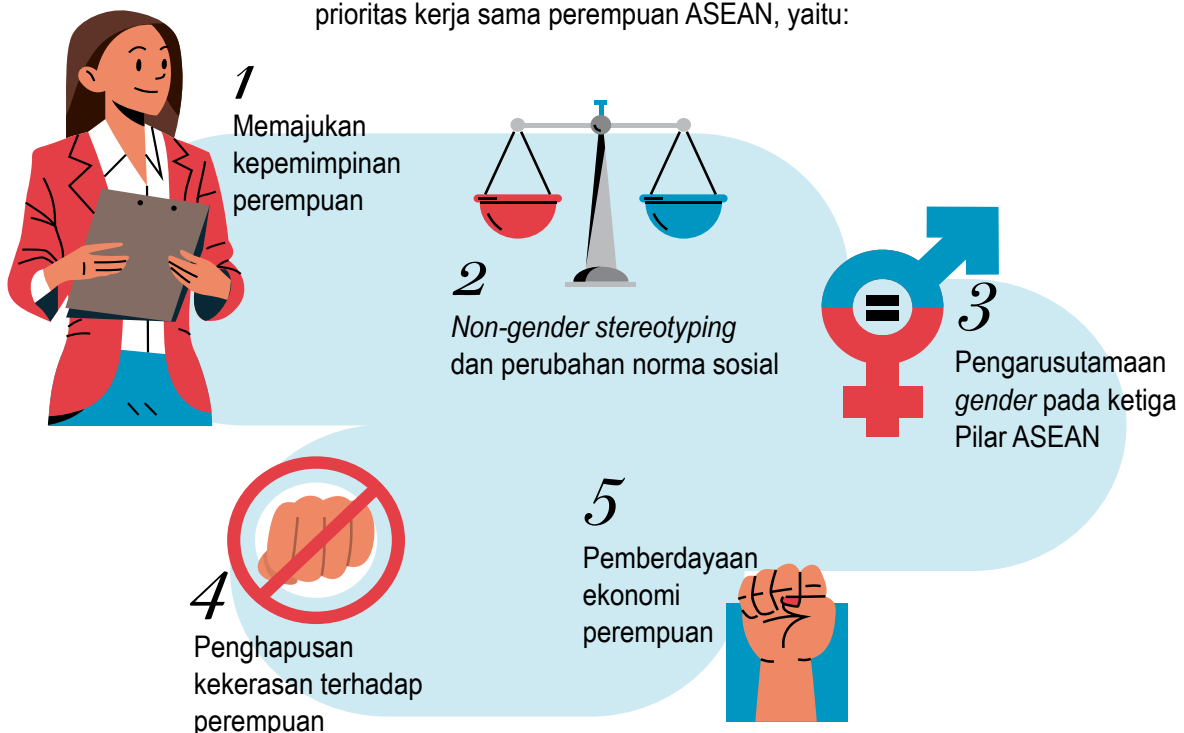 prioritas kerja sama perempuan ASEAN, yaitu:
1
Memajukan
kepemimpinan
perempuan
2
Non-gender stereotyping
dan perubahan norma sosial
=
3
Pengarusutamaan
gender pada ketiga
Pilar ASEAN
4
Penghapusan
kekerasan terhadap
perempuan
5
Pemberdayaan
ekonomi
perempuan